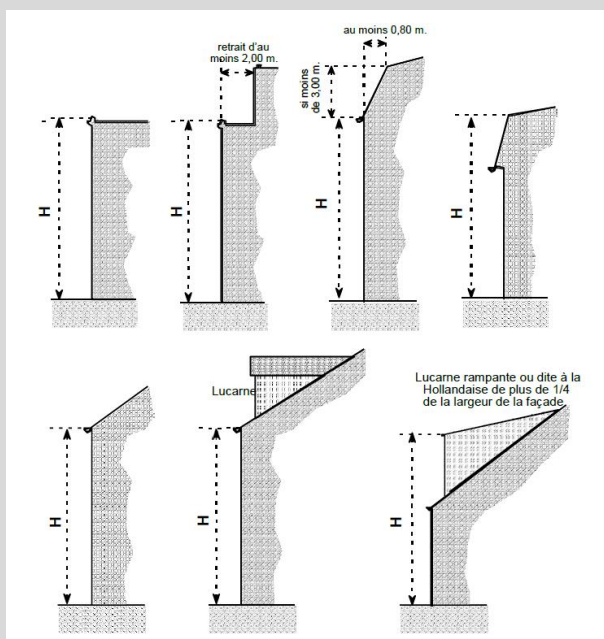 au moins 0,80 m.
retrait d'au
moins 2,00 m.
si moins
de 3,00 m.
H
H
H
H
Lucarne
Lucarne rampante ou dite à la
Hollandaise de plus de 1/4
de la largeur de la façade
H
H
H